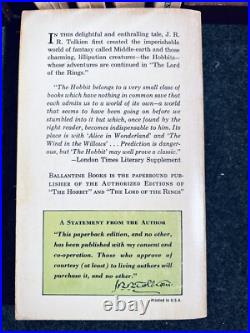 IN this delightful and enthralling tale, J. R.
R. Tolkien first created the imperishable
world of fantasy called Middle-earth and those
charming, lilliputian creatures—the Hobbits—
whose adventures are continued in "The Lord
of the Rings."
"The Hobbit belongs to a very small class of
books which have nothing in common save that
each admits us to a world of its own—a world
that seems to have been going on before we
stumbled into it but which, once found by the
right reader, becomes indispensable to him. Its
place is with 'Alice in Wonderland' and 'The
Wind in the Willows' . . . Prediction is danger-
ous, but 'The Hobbit' may well prove a classic."
—London Times Literary Supplement
BALLANTINE BOOKS IS THE PAPERBOUND PUB-
LISHER OF THE AUTHORIZED EDITIONS OF
"THE HOBBIT" AND "THE LORD OF THE RINGS"
A STATEMENT FROM THE AUTHOR
"This paperback edition, and no other,
has been published with my consent and
co-operation. Those who approve of
courtesy (at least) to living authors will
purchase it, and no other."
Printed in U.S.A.